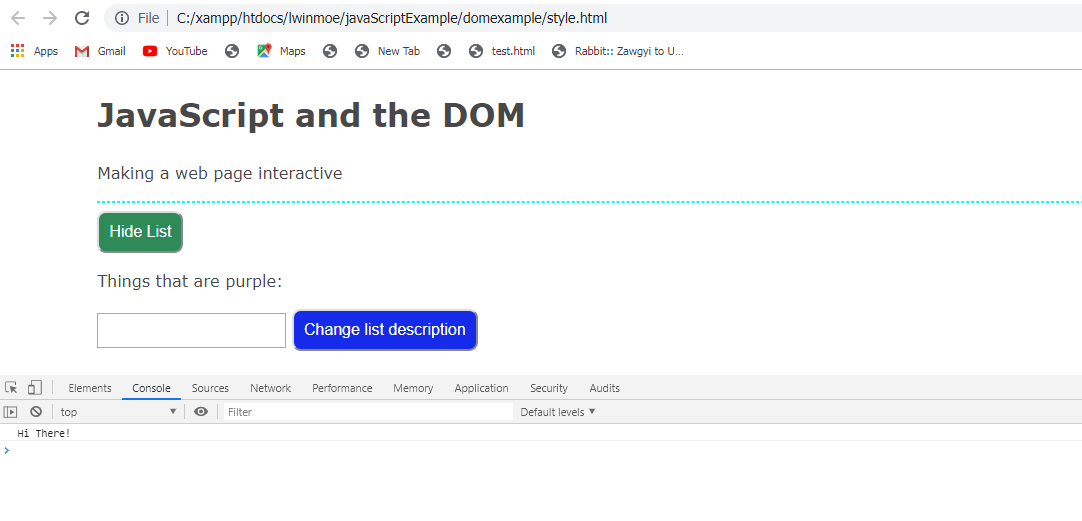 File C:/xampp/htdocs/lwinmoe/javaScriptExample/domexample/style.html
Apps Gmail YouTube Maps New Tab test.html Rabbit:: Zawgyi to U...
JavaScript and the DOM
Making a web page interactive
Hide List
Things that are purple:
Change list description
Elements Console Sources Network Performance Memory Application Security Audits
top Filter Default levels
Hi There!